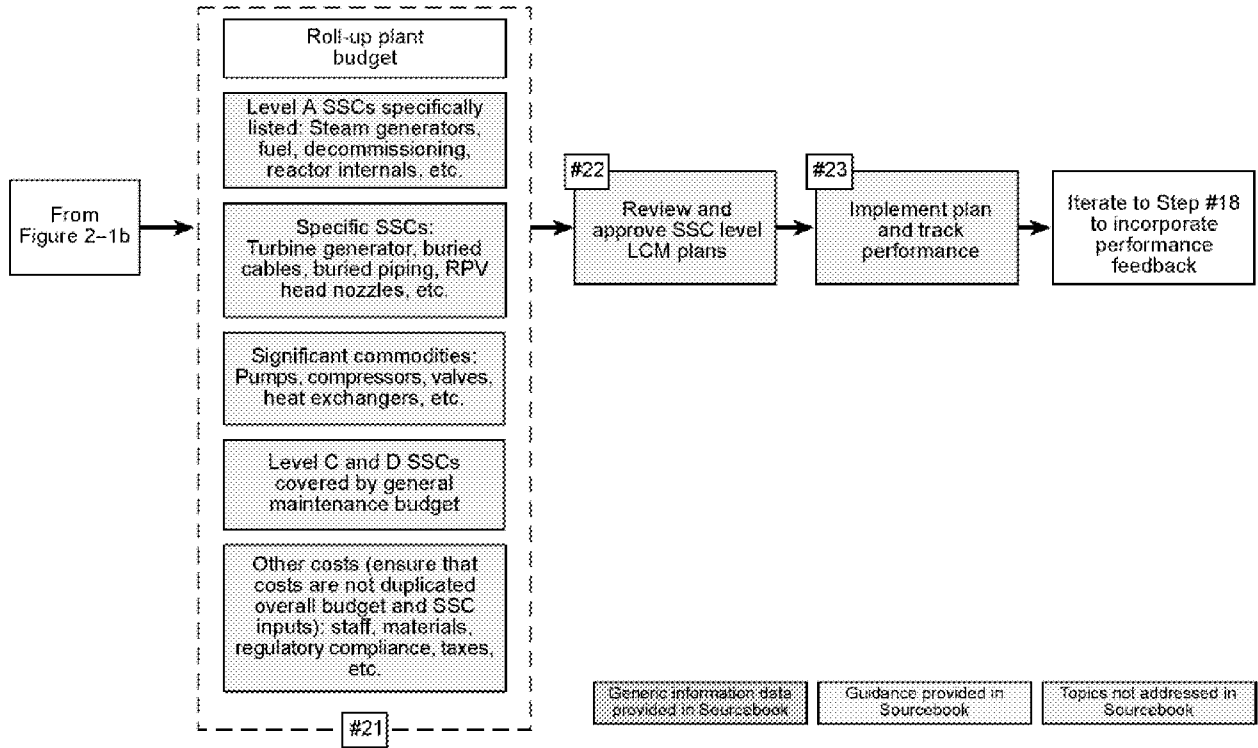 Roll-up plant
budget
Level A SSCs specifically
listed: Steam generators,
fuel, decommissioning,
reactor internals, etc.
From
Figure 2–1b
Specific SSCs:
Turbine generator, buried
cables, buried piping, RPV
head nozzles, etc.
Significant commodities:
Pumps, compressors, valves,
heat exchangers, etc.
Level C and D SSCs
covered by general
maintenance budget
Other costs (ensure that
costs are not duplicated
overall budget and SSC
inputs): staff, materials,
regulatory compliance, taxes,
etc.
#21
#22
Review and
approve SSC level
LCM plans
#23
Implement plan
and track
performance
Iterate to Step #18
to incorporate
performance
feedback
Generic information data
provided in Sourcebook
Guidance provided in
Sourcebook
Topics not addressed in
Sourcebook